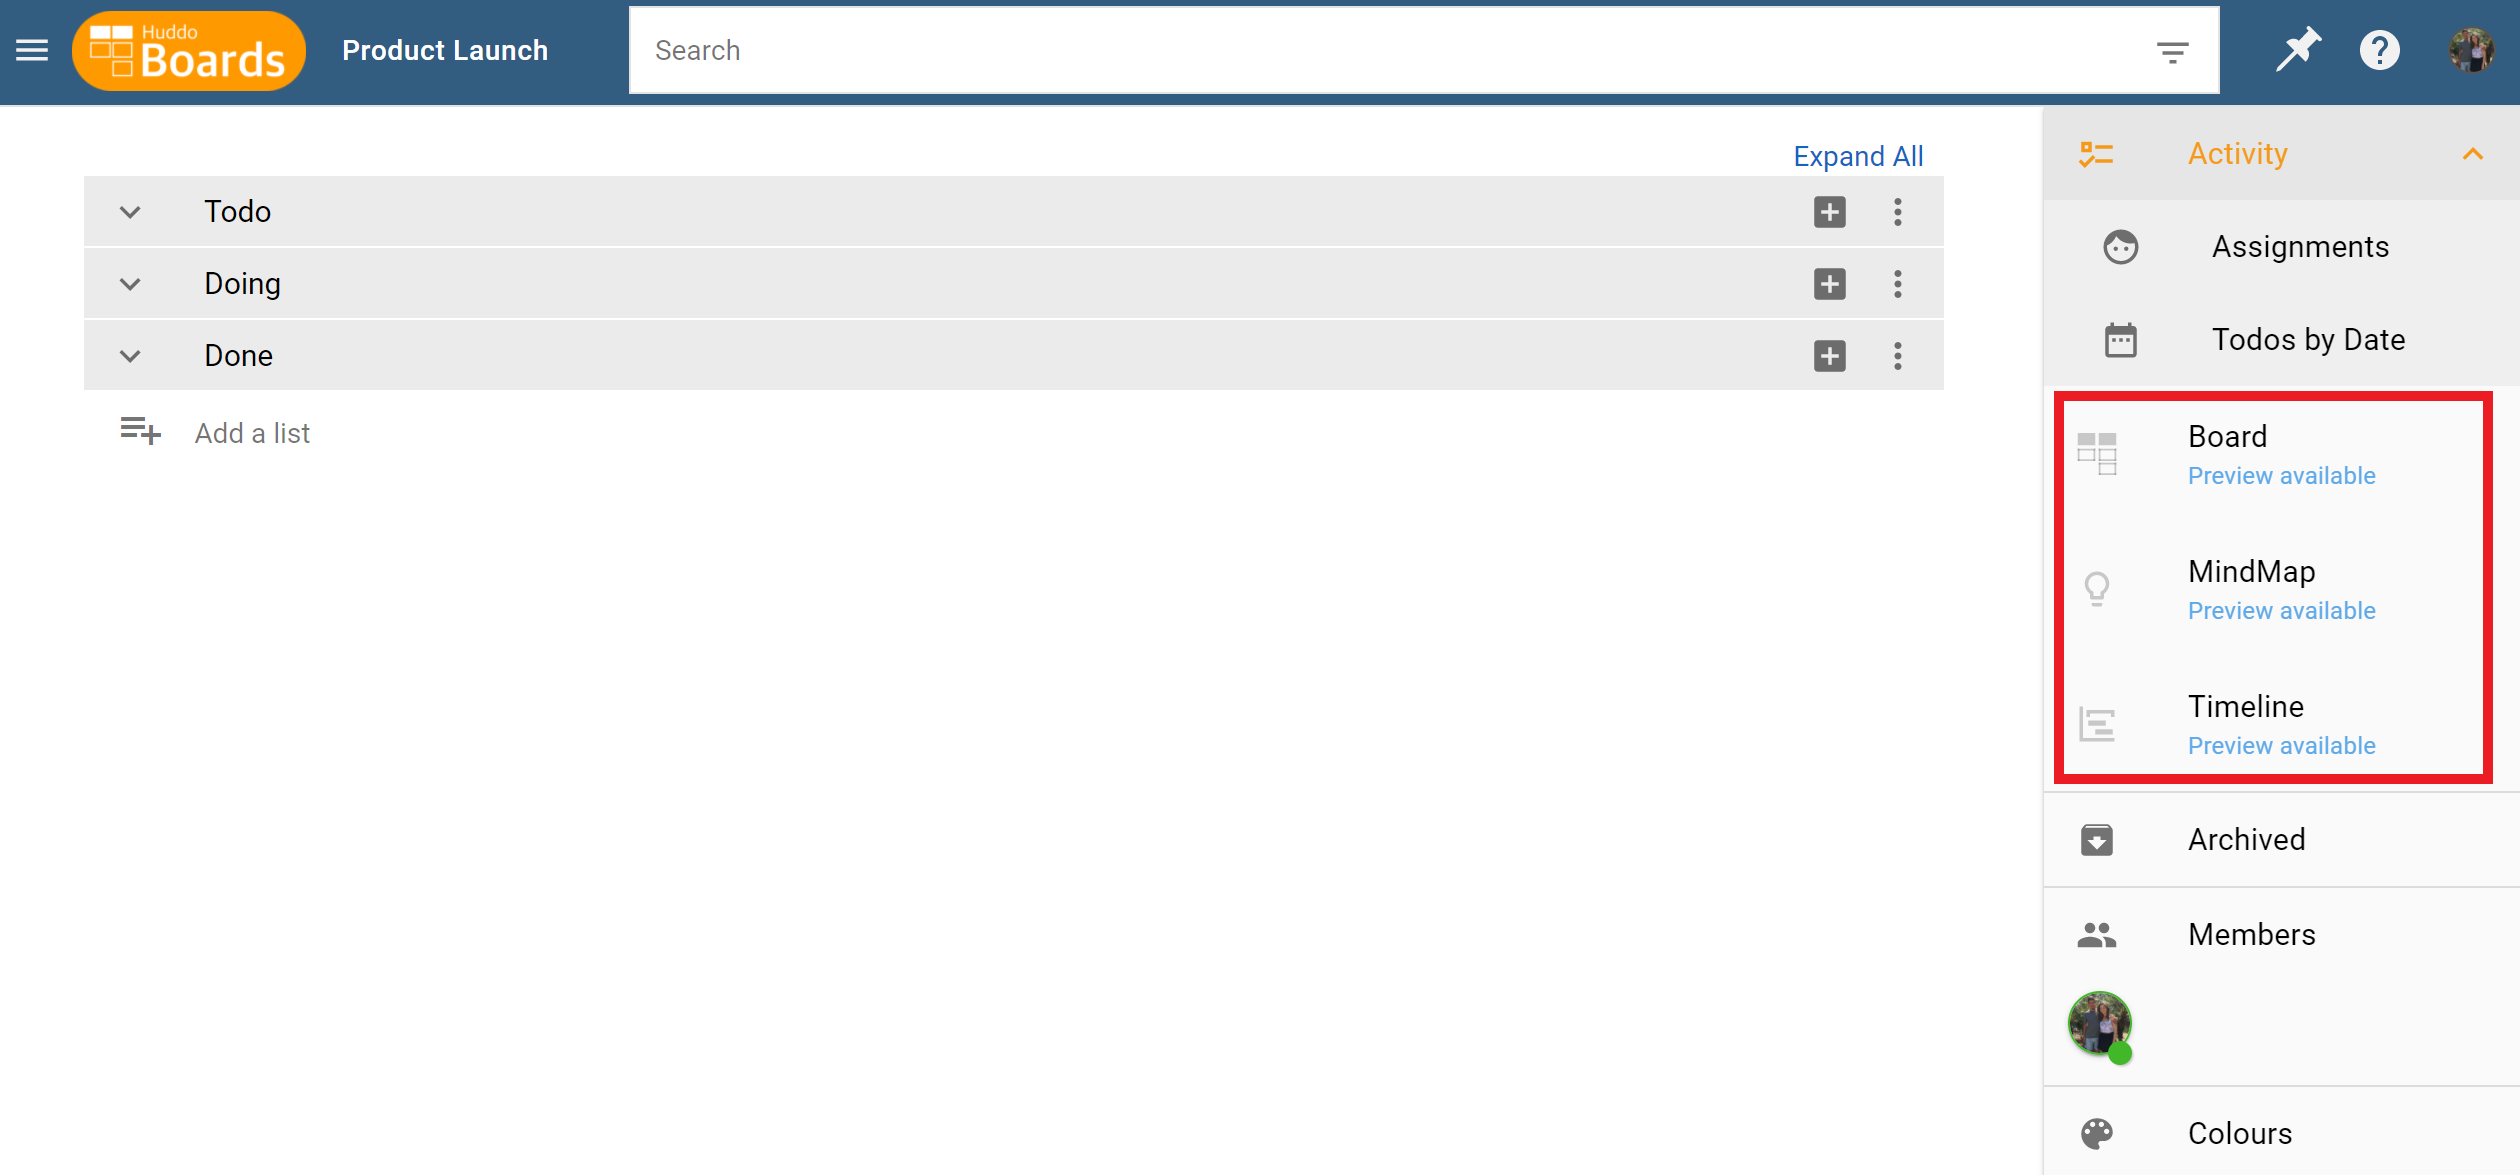 Huddo
Boards
Product Launch
Search
Expand All
Todo
Doing
Done
Add a list
Activity
Assignments
Todos by Date
Board
Preview available
MindMap
Preview available
Timeline
Preview available
Archived
Members
Colours